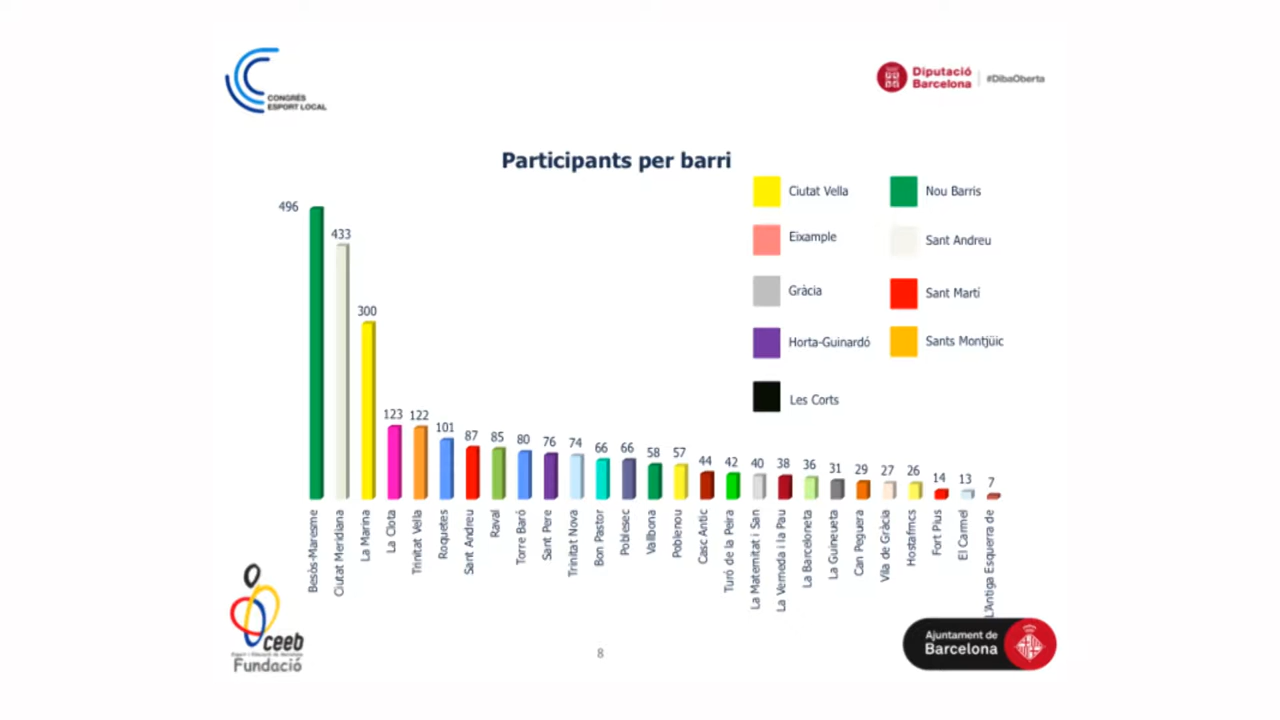 CONGRÉS
ESPORT LOCAL
Diputació
Barcelona
#DibaOberta
Participants per barri
Ciutat Vella
Nou Barris
Eixample
Sant Andreu
Gràcia
Sant Martí
Horta-Guinardó
Sants Montjüic
Les Corts
496
433
300
123
122
101
87
85
80
76
74
66
66
58
57
44
42
40
38
36
31
29
27
26
14
13
7
Besòs-Maresme
Ciutat Meridiana
La Marina
La Clota
Trinitat Vella
Roquetes
Sant Andreu
Raval
Torre Baró
Sant Pere
Trinitat Nova
Bon Pastor
Poblesec
Vallbona
Poblenou
Casc Antic
Turó de la Peira
La Maternitat i San
La Verneda i la Pau
La Barceloneta
La Guineueta
Can Peguera
Vila de Gràcia
Hostafrncs
Fort Pius
El Carmel
L'Antiga Esquerra de
ceeb
Esport i Educació de Barcelona
Fundació
8
Ajuntament de
Barcelona